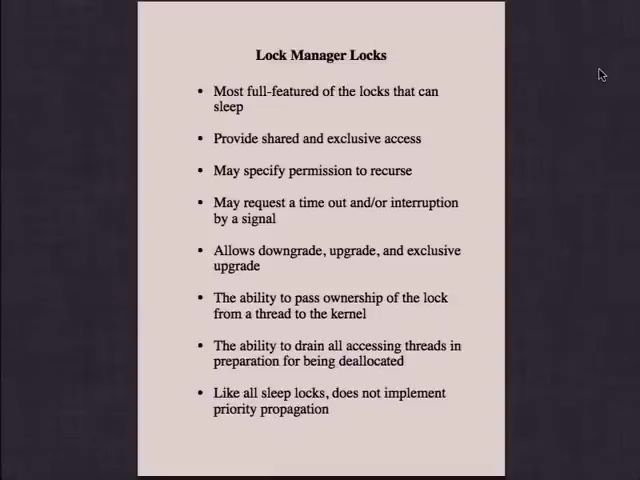 Lock Manager Locks
• Most full-featured of the locks that can
sleep
• Provide shared and exclusive access
• May specify permission to recurse
• May request a time out and/or interruption
by a signal
• Allows downgrade, upgrade, and exclusive
upgrade
• The ability to pass ownership of the lock
from a thread to the kernel
• The ability to drain all accessing threads in
preparation for being deallocated
• Like all sleep locks, does not implement
priority propagation